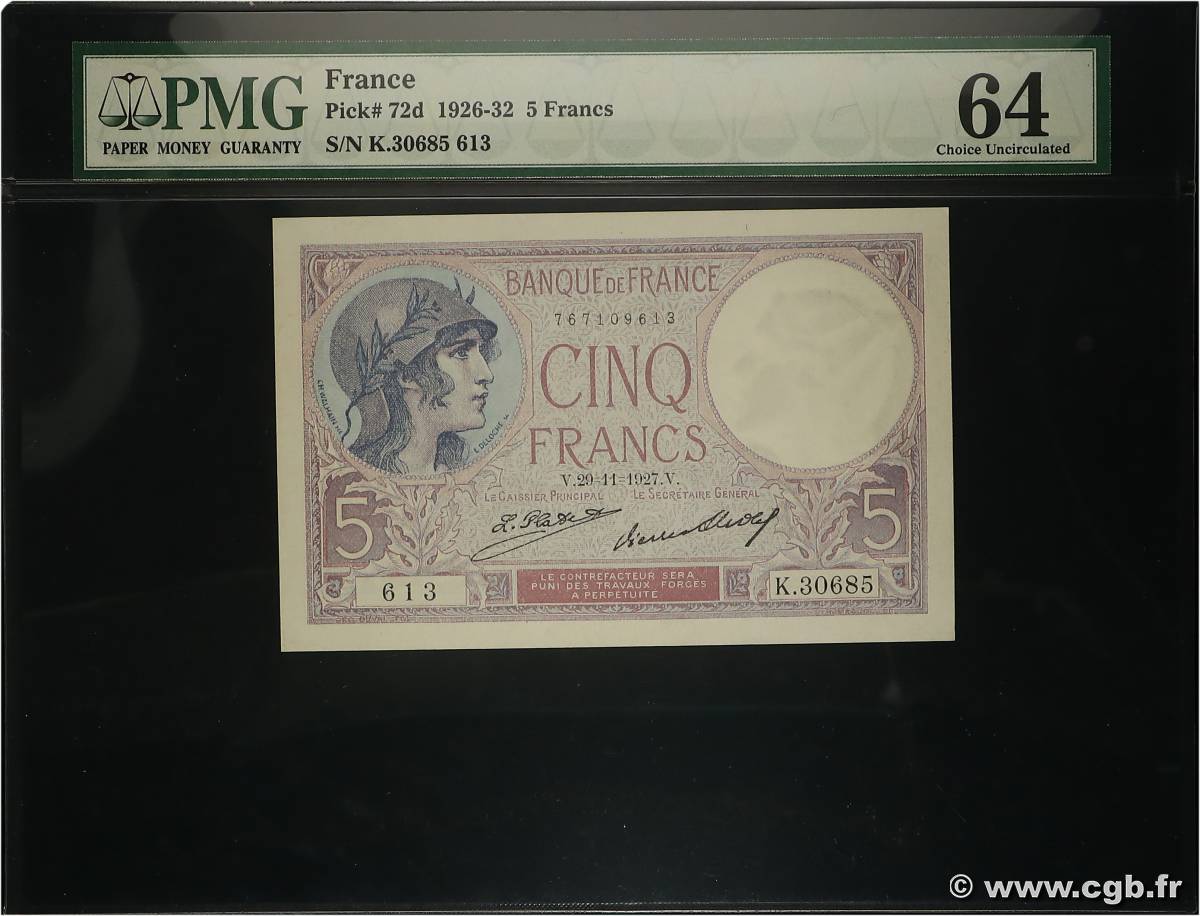 PMG
PAPER MONEY GUARANTY
France
Pick# 72d 1926-32 5 Francs
S/N K.30685 613
64
Choice Uncirculated
BANQUE DE FRANCE
767109613
CINQ
FRANCS
V.29-11=1927.V.
LE CAISSIER PRINCIPAL LE SECRÉTAIRE GÉNÉRAL
5 5
LE CONTREFACTEUR SERA
PUNI DES TRAVAUX FORCÉS
A PERPÉTUITÉ
613 K.30685
© www.cgb.fr